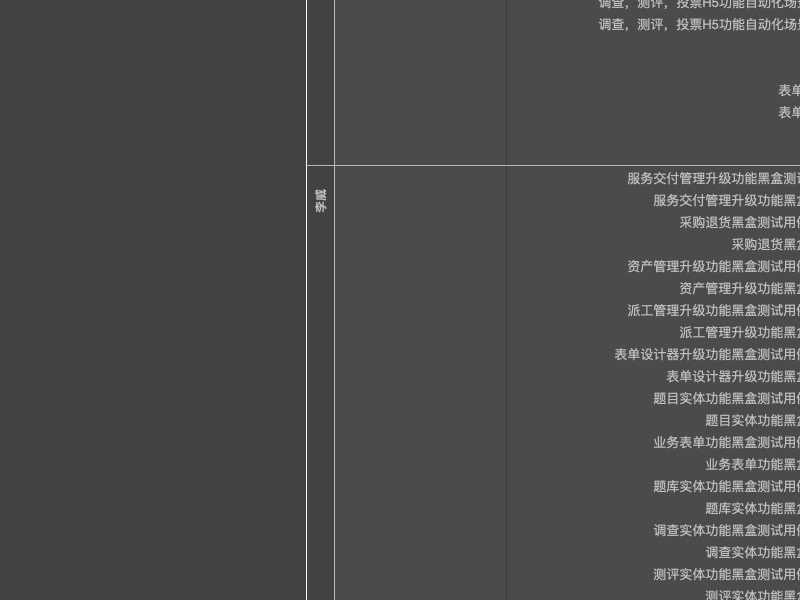 调查，测评，投票H5功能自动化场
调查，测评，投票H5功能自动化场
表单
表单
李威
服务交付管理升级功能黑盒测
服务交付管理升级功能黑
采购退货黑盒测试用
采购退货黑
资产管理升级功能黑盒测试用
资产管理升级功能黑
派工管理升级功能黑盒测试用
派工管理升级功能黑
表单设计器升级功能黑盒测试用
表单设计器升级功能黑
题目实体功能黑盒测试用
题目实体功能黑
业务表单功能黑盒测试用
业务表单功能黑
题库实体功能黑盒测试用
题库实体功能黑
调查实体功能黑盒测试用
调查实体功能黑
测评实体功能黑盒测试用
测评实体功能黑